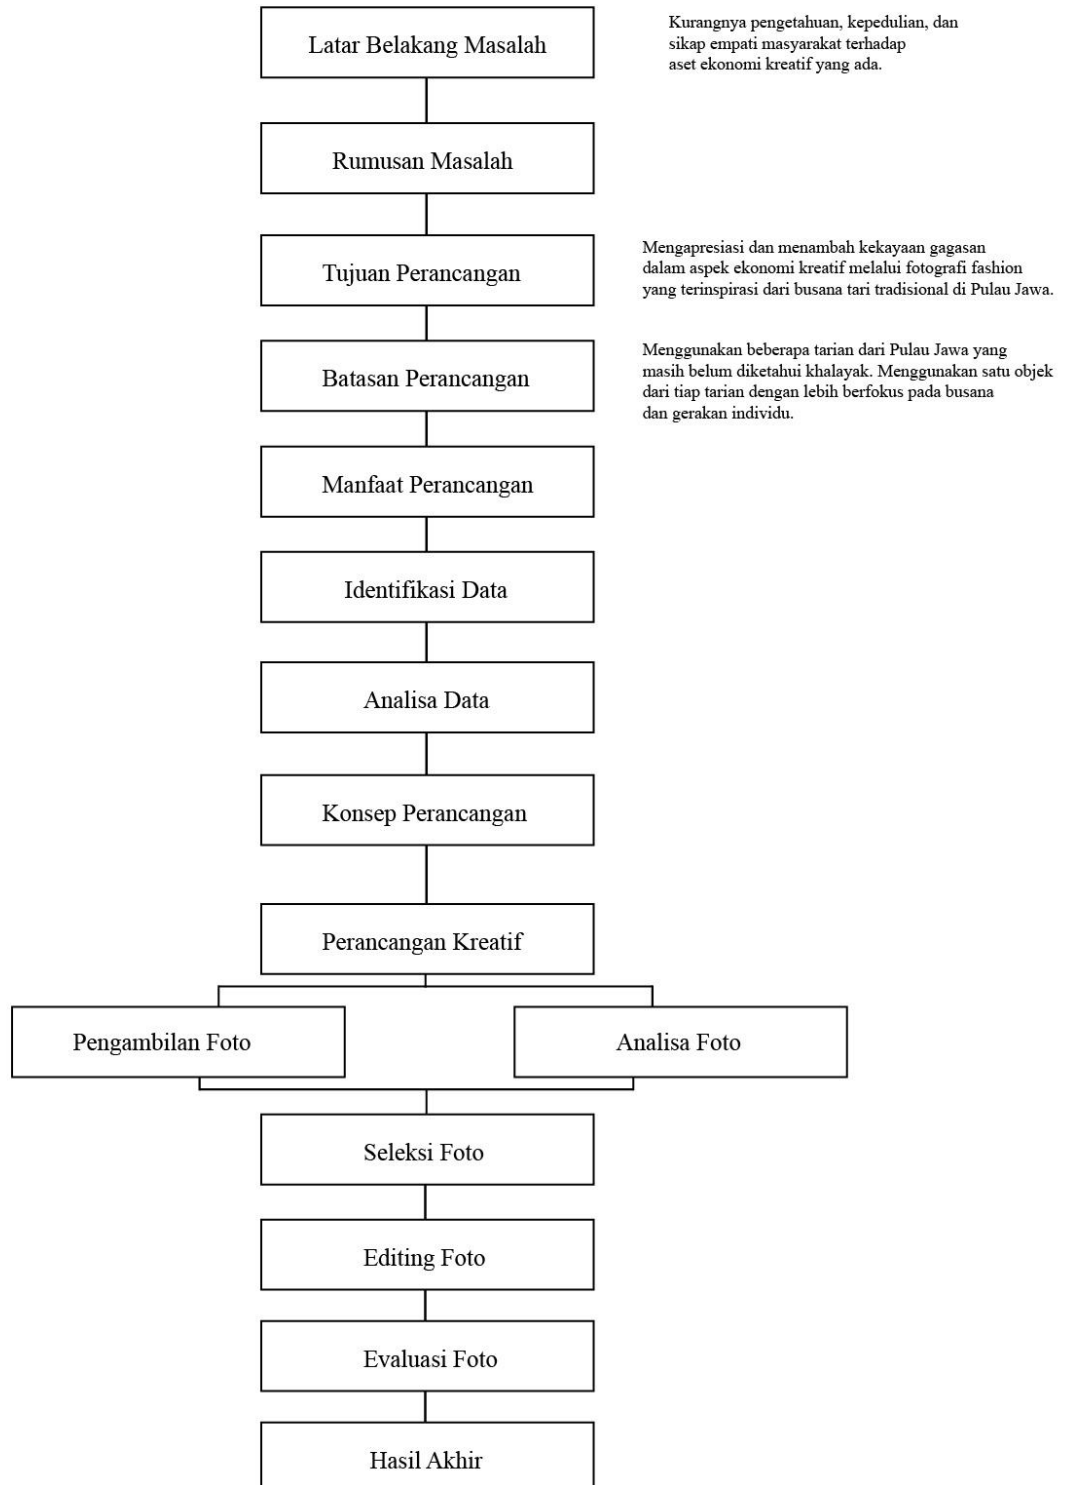 Latar Belakang Masalah
Kurangnya pengetahuan, kepedulian, dan
sikap empati masyarakat terhadap
aset ekonomi kreatif yang ada.
Rumusan Masalah
Tujuan Perancangan
Mengapresiasi dan menambah kekayaan gagasan
dalam aspek ekonomi kreatif melalui fotografi fashion
yang terinspirasi dari busana tari tradisional di Pulau Jawa.
Batasan Perancangan
Menggunakan beberapa tarian dari Pulau Jawa yang
masih belum diketahui khalayak. Menggunakan satu objek
dari tiap tarian dengan lebih berfokus pada busana
dan gerakan individu.
Manfaat Perancangan
Identifikasi Data
Analisa Data
Konsep Perancangan
Perancangan Kreatif
Pengambilan Foto
Analisa Foto
Seleksi Foto
Editing Foto
Evaluasi Foto
Hasil Akhir